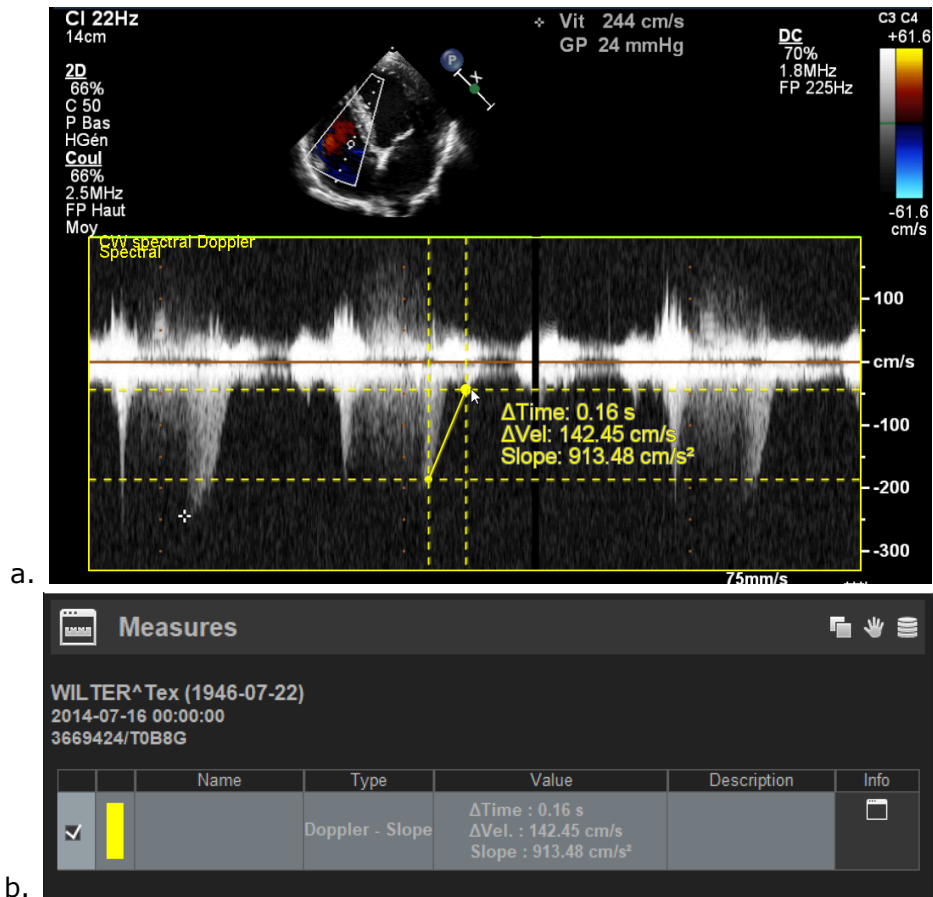 CI 22Hz
14cm
2D
66%
C 50
P Bas
HGén
Coul
66%
2.5MHz
FP Haut
Moy
P
X
Vit 244 cm/s
GP 24 mmHg
DC
70%
1.8MHz
FP 225Hz
C3 C4
+61.6
-61.6
cm/s
CW spectral Doppler
Spectral
100
cm/s
-100
-200
-300
ΔTime: 0.16 s
ΔVel: 142.45 cm/s
Slope: 913.48 cm/s²
75mm/s
a.
Measures
WILTER^Tex (1946-07-22)
2014-07-16 00:00:00
3669424/T0B8G
Name Type Value Description Info
Doppler - Slope
ΔTime : 0.16 s
ΔVel. : 142.45 cm/s
Slope : 913.48 cm/s²
b.